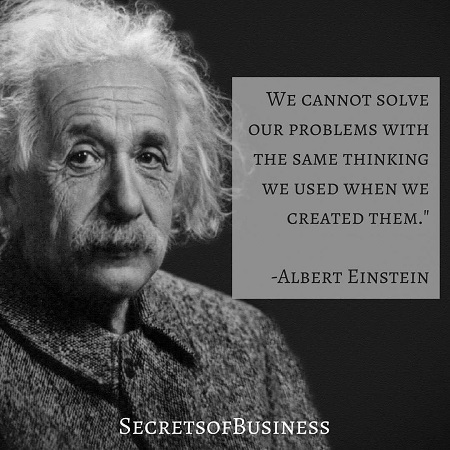 We cannot solve
our problems with
the same thinking
we used when we
created them."
-Albert Einstein
SecretsofBusiness